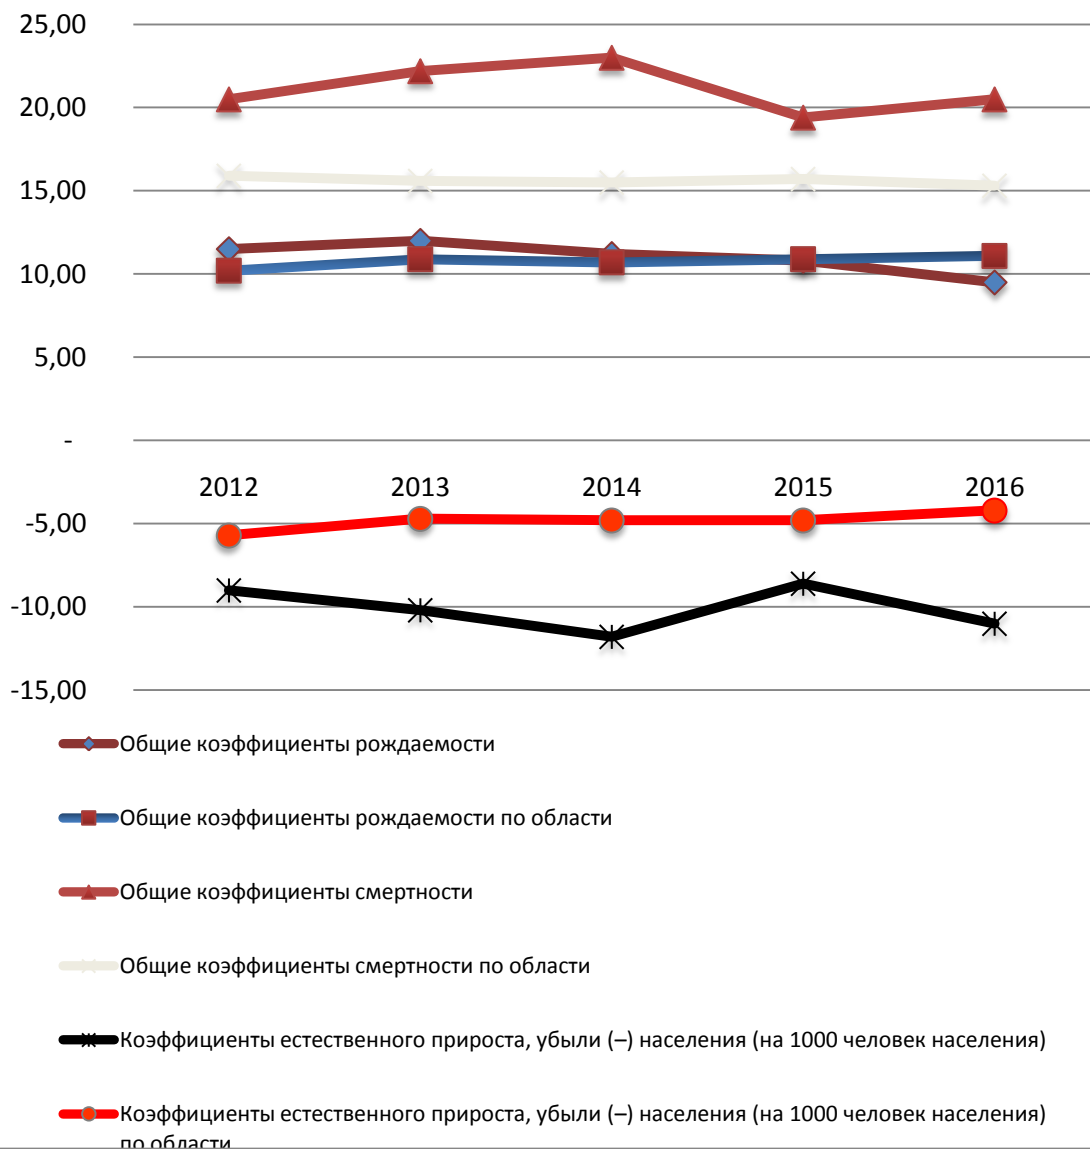 25,00
20,00
15,00
10,00
5,00
-
2012 2013 2014 2015 2016
-5,00
-10,00
-15,00
Общие коэффициенты рождаемости
Общие коэффициенты рождаемости по области
Общие коэффициенты смертности
Общие коэффициенты смертности по области
Коэффициенты естественного прироста, убыли (–) населения (на 1000 человек населения)
Коэффициенты естественного прироста, убыли (–) населения (на 1000 человек населения)
по области